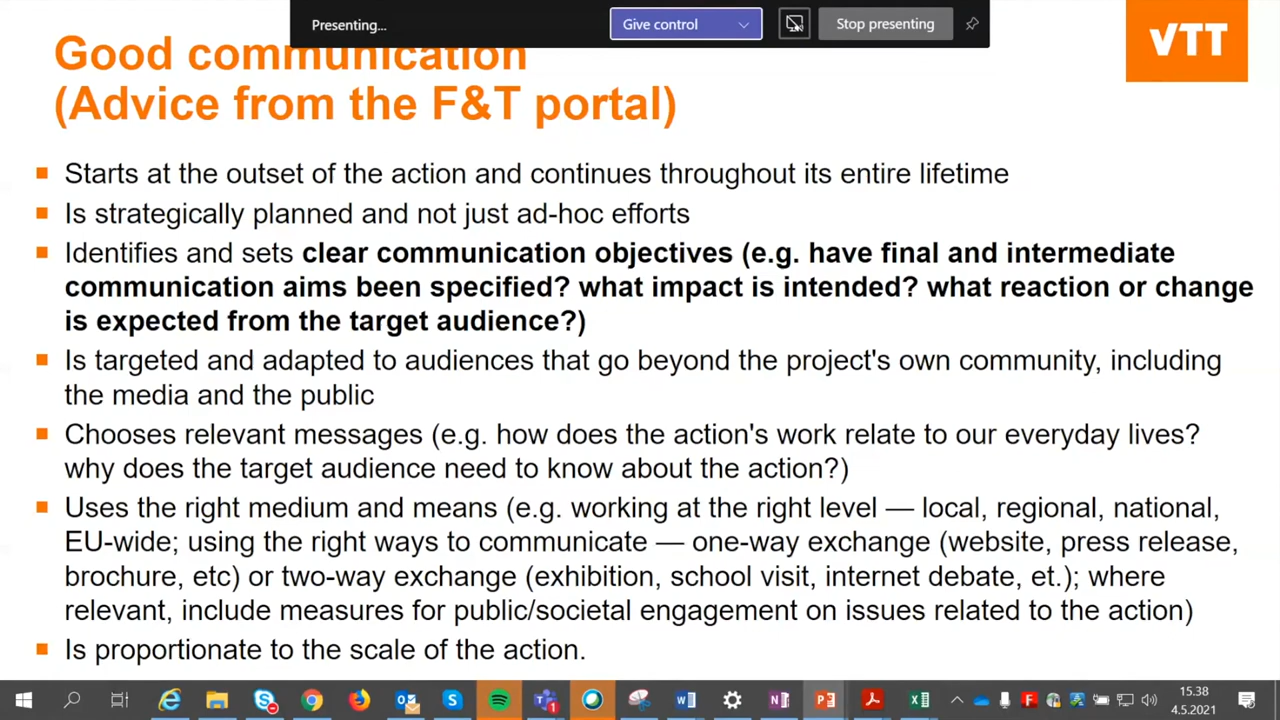 Presenting...
Give control
Stop presenting
VTT
Good communication
(Advice from the F&T portal)
Starts at the outset of the action and continues throughout its entire lifetime
Is strategically planned and not just ad-hoc efforts
Identifies and sets clear communication objectives (e.g. have final and intermediate
communication aims been specified? what impact is intended? what reaction or change
is expected from the target audience?)
Is targeted and adapted to audiences that go beyond the project's own community, including
the media and the public
Chooses relevant messages (e.g. how does the action's work relate to our everyday lives?
why does the target audience need to know about the action?)
Uses the right medium and means (e.g. working at the right level — local, regional, national,
EU-wide; using the right ways to communicate — one-way exchange (website, press release,
brochure, etc) or two-way exchange (exhibition, school visit, internet debate, et.); where
relevant, include measures for public/societal engagement on issues related to the action)
Is proportionate to the scale of the action.
15.38
4.5.2021